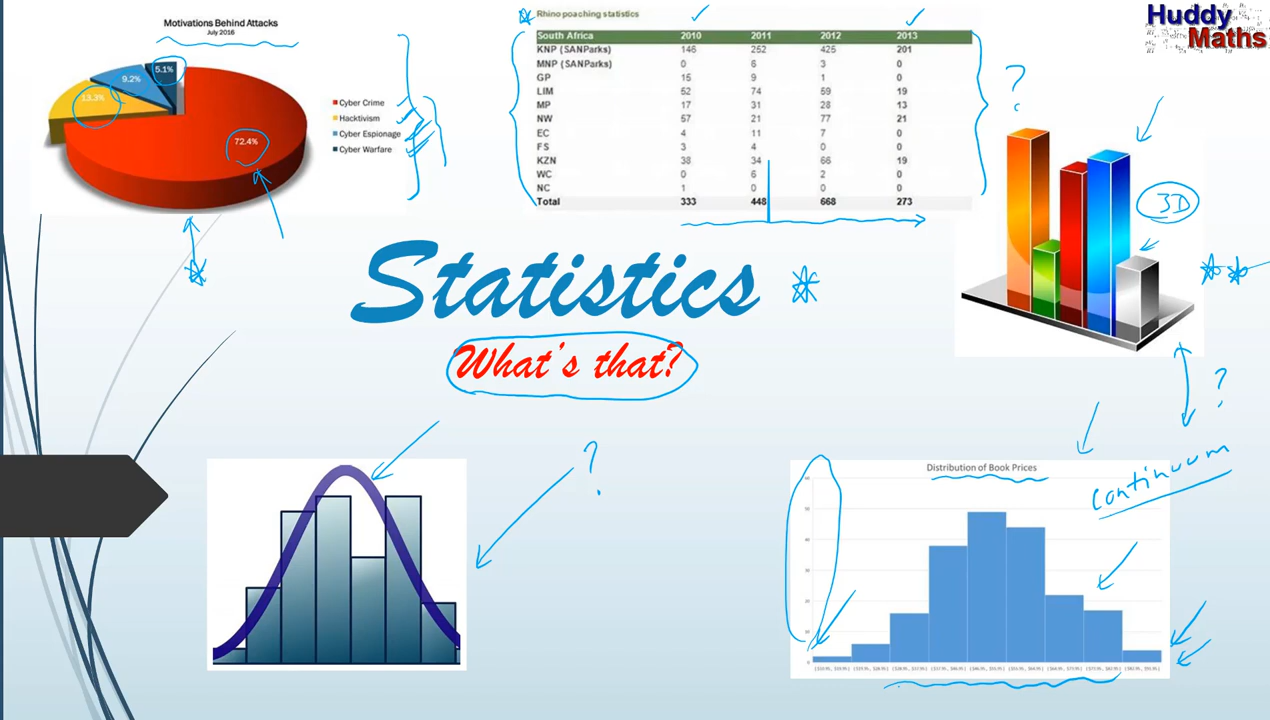 Motivations Behind Attacks
July 2016
5.1%
9.2%
13.3%
72.4%
Cyber Crime
Hacktivism
Cyber Espionage
Cyber Warfare
Rhino poaching statistics
South Africa 2010 2011 2012 2013
KNP (SANParks) 146 252 425 201
MNP (SANParks) 0 6 3 0
GP 15 9 1 0
LIM 52 74 59 19
MP 17 31 28 13
NW 57 21 77 21
EC 4 11 7 0
FS 3 4 0 0
KZN 38 34 66 19
WC 0 6 2 0
NC 1 0 0 0
Total 333 448 668 273
Huddy
Maths
?
3D
Statistics
What's that?
?
?
Distribution of Book Prices
Continuum